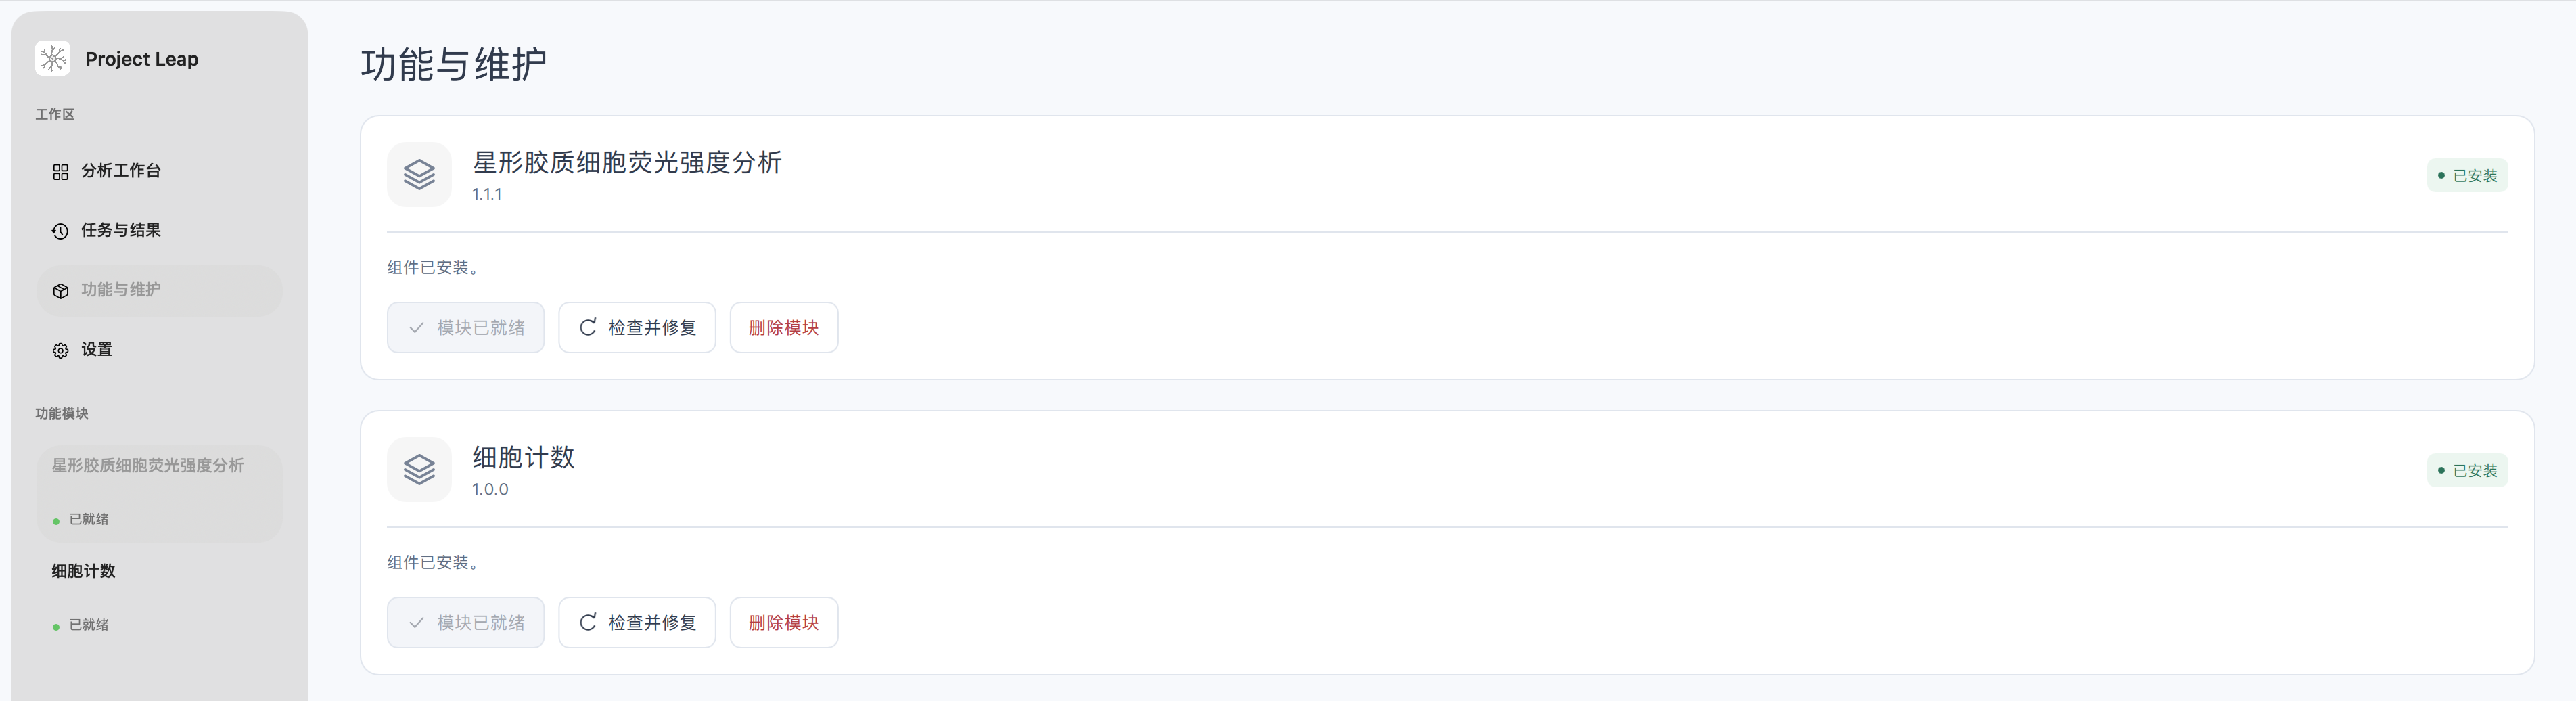 Project Leap
工作区
分析工作台
任务与结果
功能与维护
设置
功能模块
星形胶质细胞荧光强度分析
已就绪
细胞计数
已就绪
功能与维护
星形胶质细胞荧光强度分析
1.1.1
已安装
组件已安装。
模块已就绪 检查并修复 删除模块
细胞计数
1.0.0
已安装
组件已安装。
模块已就绪 检查并修复 删除模块